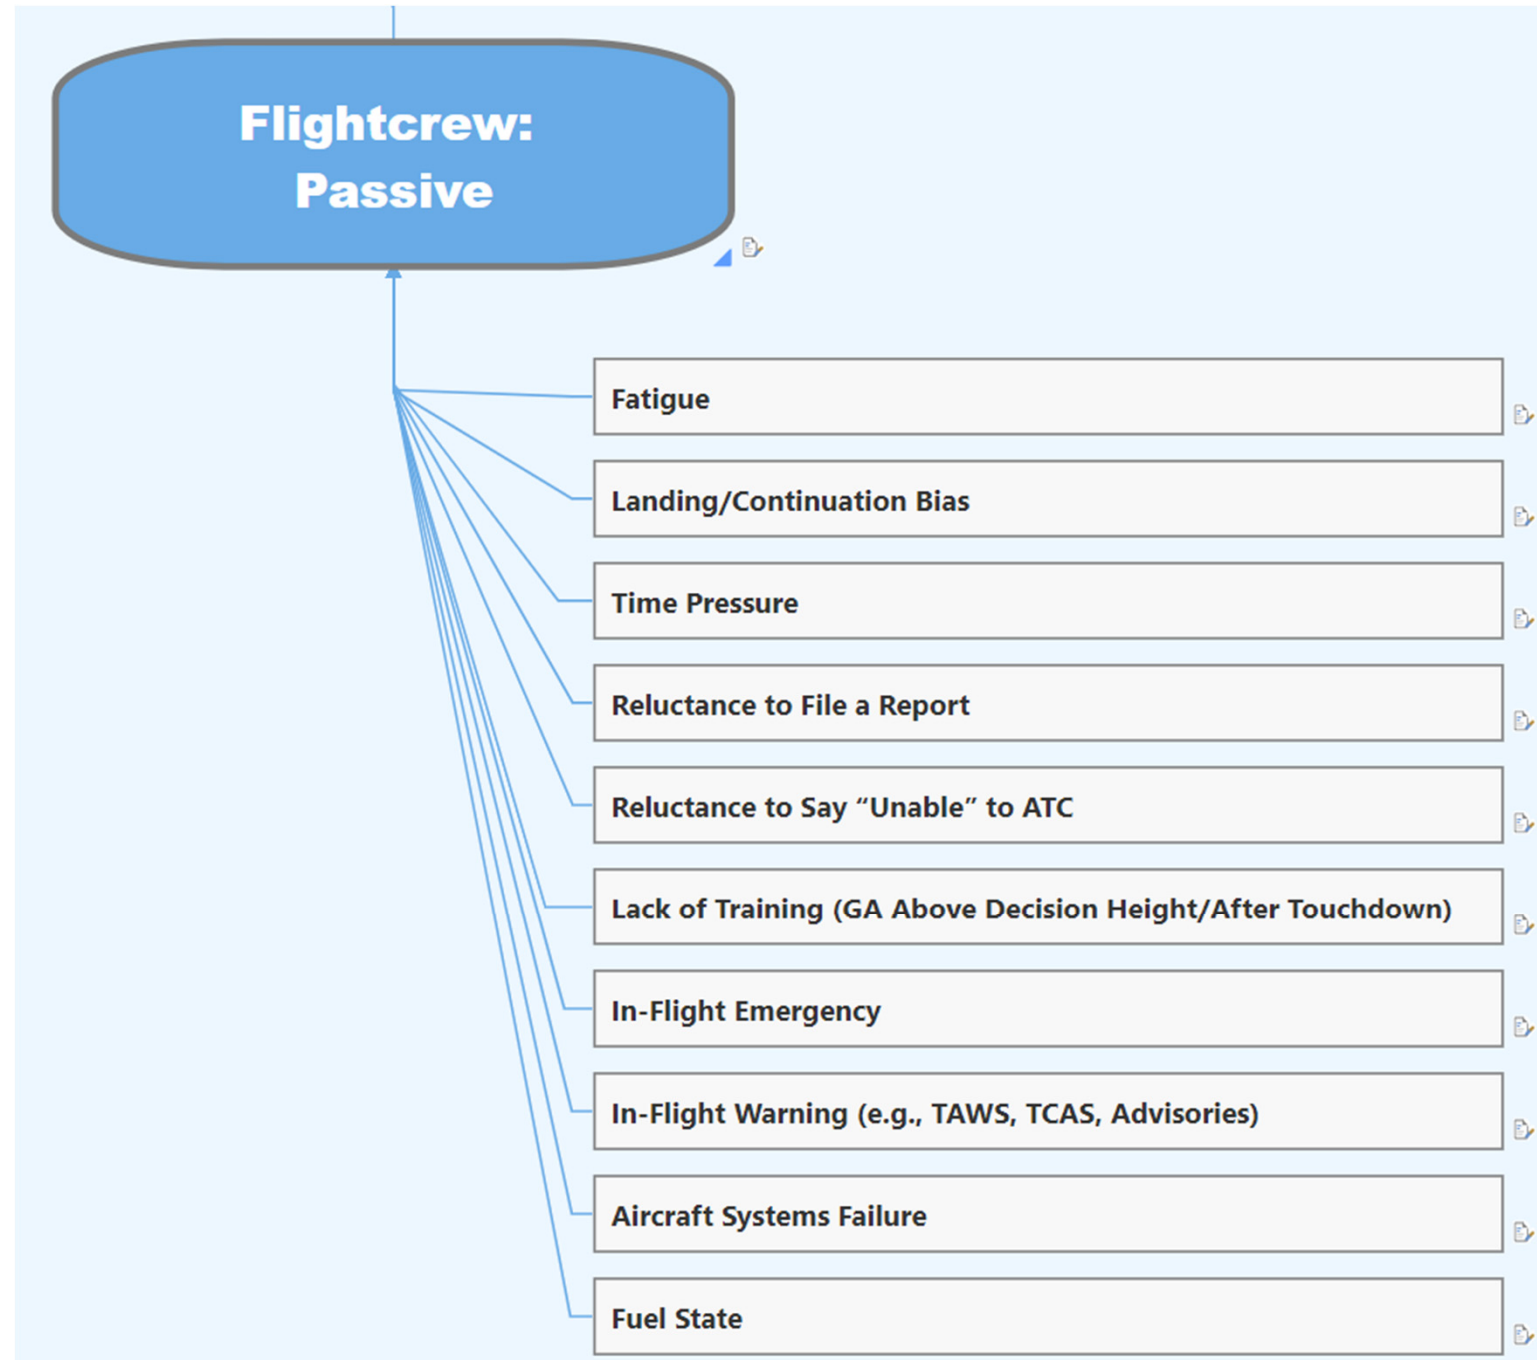 Flightcrew:
Passive
Fatigue
Landing/Continuation Bias
Time Pressure
Reluctance to File a Report
Reluctance to Say “Unable” to ATC
Lack of Training (GA Above Decision Height/After Touchdown)
In-Flight Emergency
In-Flight Warning (e.g., TAWS, TCAS, Advisories)
Aircraft Systems Failure
Fuel State